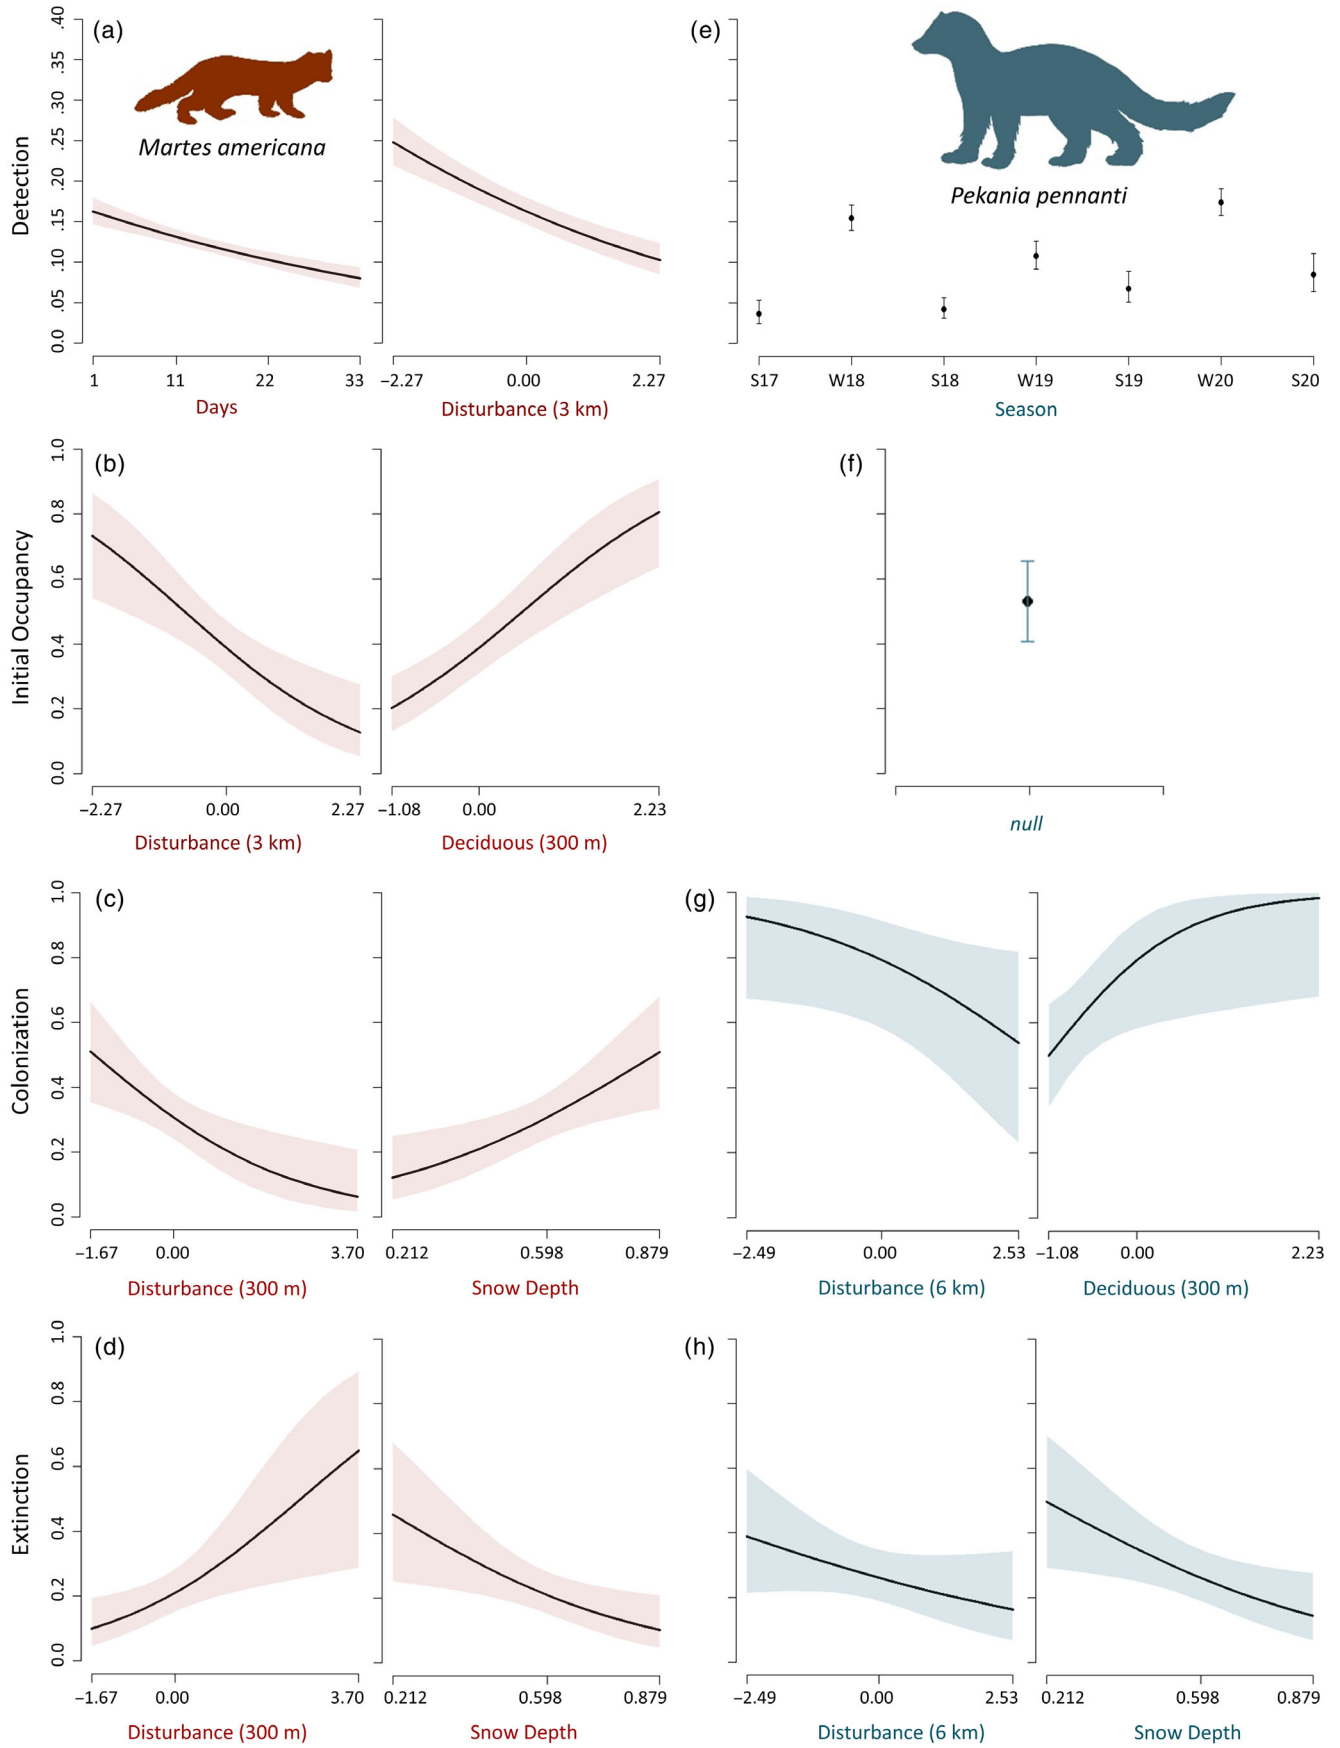 (a)
Martes americana
Detection
0.0 .05 .10 .15 .20 .25 .30 .35 .40
1 11 22 33
Days
−2.27 0.00 2.27
Disturbance (3 km)
(e)
Pekania pennanti
S17 W18 S18 W19 S19 W20 S20
Season
(b)
Initial Occupancy
0.0 0.2 0.4 0.6 0.8 1.0
−2.27 0.00 2.27
Disturbance (3 km)
−1.08 0.00 2.23
Deciduous (300 m)
(f)
null
(c)
Colonization
0.0 0.2 0.4 0.6 0.8 1.0
−1.67 0.00 3.70
Disturbance (300 m)
0.212 0.598 0.879
Snow Depth
(g)
−2.49 0.00 2.53
Disturbance (6 km)
−1.08 0.00 2.23
Deciduous (300 m)
(d)
Extinction
0.0 0.2 0.4 0.6 0.8 1.0
−1.67 0.00 3.70
Disturbance (300 m)
0.212 0.598 0.879
Snow Depth
(h)
−2.49 0.00 2.53
Disturbance (6 km)
0.212 0.598 0.879
Snow Depth